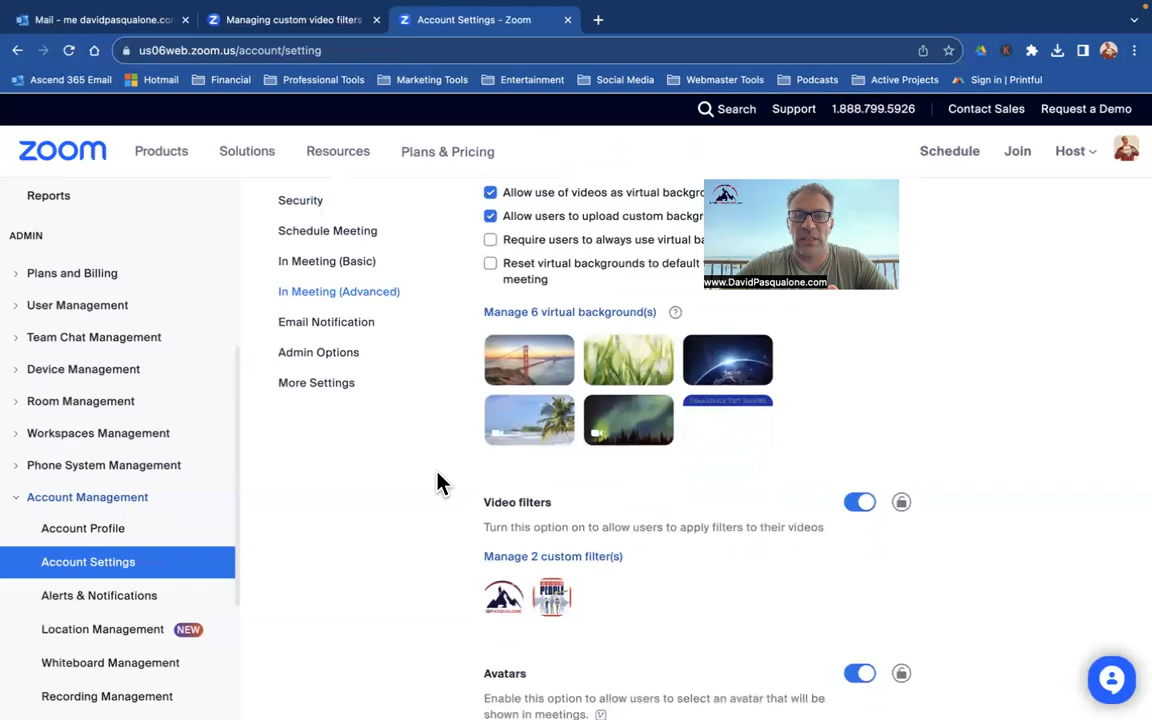 Mail - me davidpasqualone.co
Managing custom video filters
Account Settings - Zoom
us06web.zoom.us/account/setting
Ascend 365 Email
Hotmail
Financial
Professional Tools
Marketing Tools
Entertainment
Social Media
Webmaster Tools
Podcasts
Active Projects
Sign in | Printful
Search
Support
1.888.799.5926
Contact Sales
Request a Demo
zoom
Products
Solutions
Resources
Plans & Pricing
Schedule
Join
Host
Reports
ADMIN
Plans and Billing
User Management
Team Chat Management
Device Management
Room Management
Workspaces Management
Phone System Management
Account Management
Account Profile
Account Settings
Alerts & Notifications
Location Management NEW
Whiteboard Management
Recording Management
Security
Schedule Meeting
In Meeting (Basic)
In Meeting (Advanced)
Email Notification
Admin Options
More Settings
Allow use of videos as virtual backgro
Allow users to upload custom backgr
Require users to always use virtual ba
Reset virtual backgrounds to default
meeting
www.DavidPasqualone.com
Manage 6 virtual background(s)
Video filters
Turn this option on to allow users to apply filters to their videos
Manage 2 custom filter(s)
PEOPLE
Avatars
Enable this option to allow users to select an avatar that will be
shown in meetings.